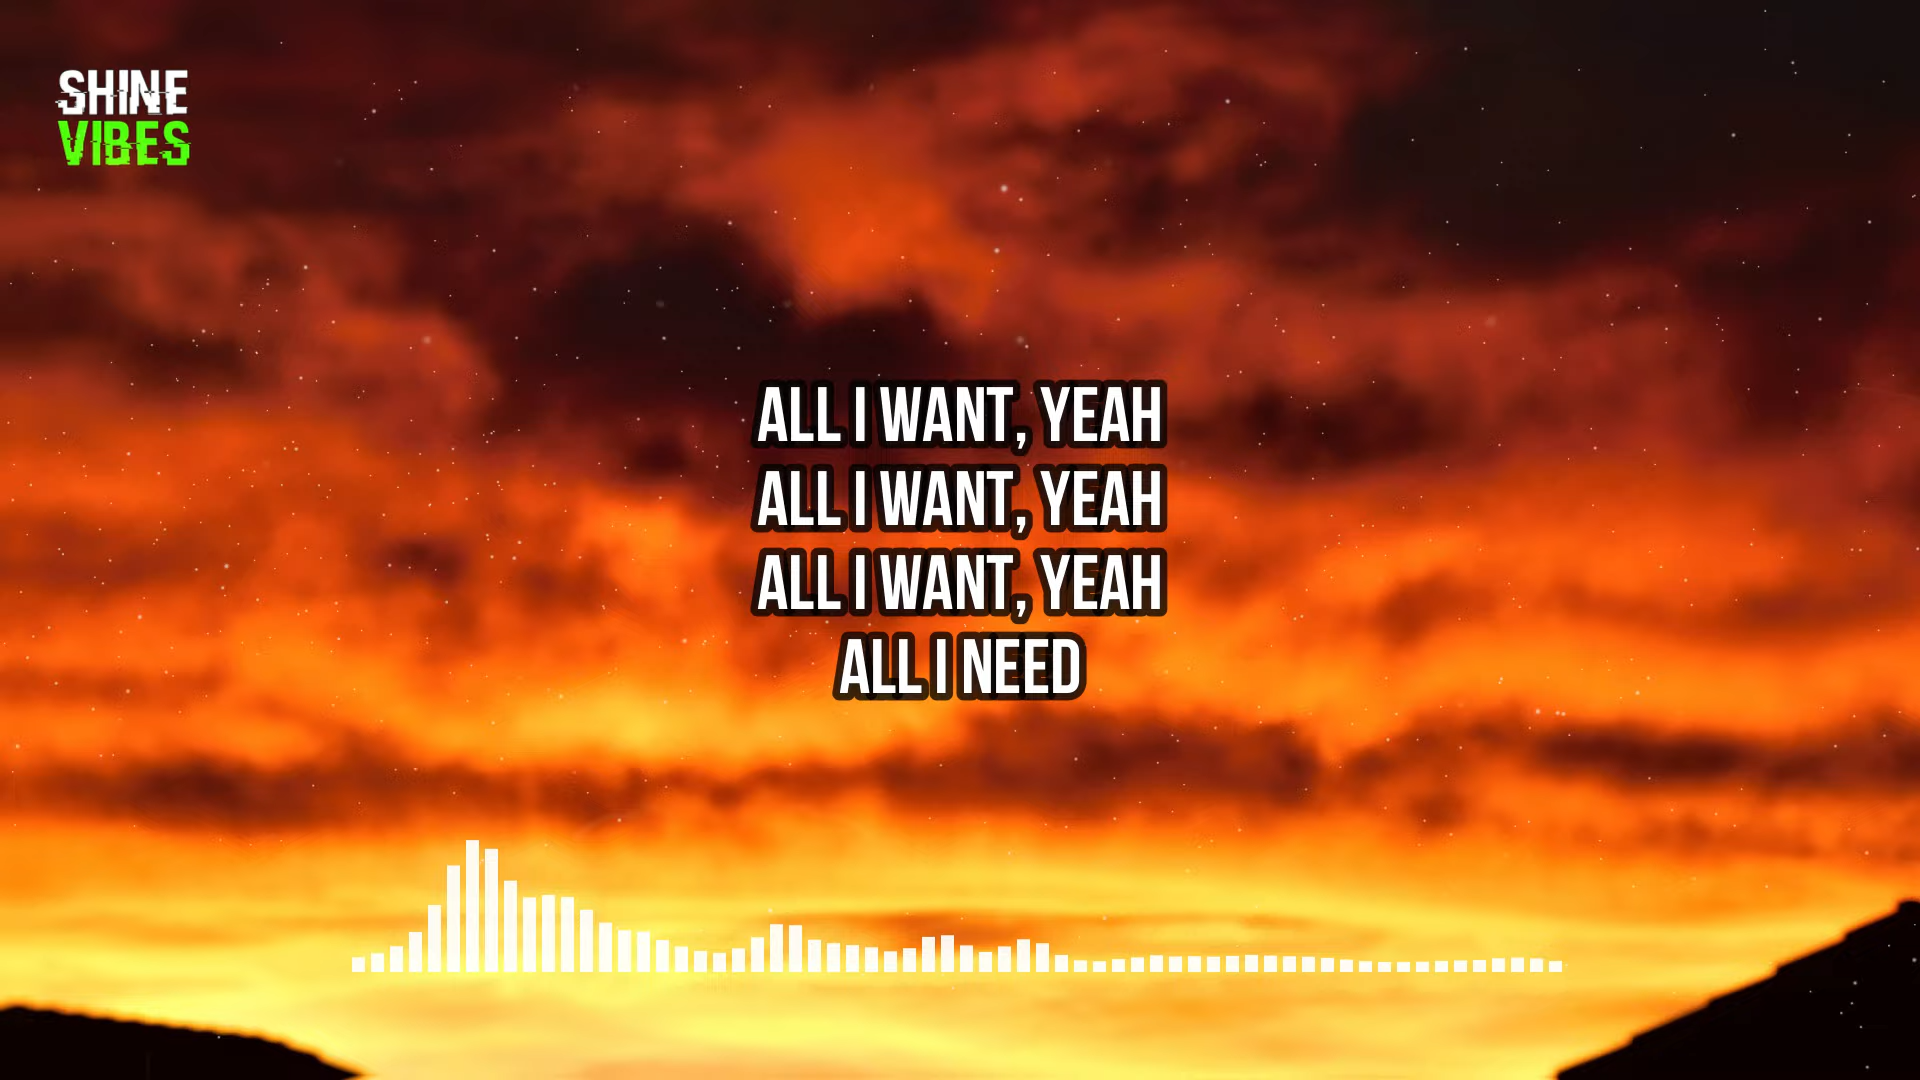 SHINE
VIBES
ALL I WANT, YEAH
ALL I WANT, YEAH
ALL I WANT, YEAH
ALL I NEED